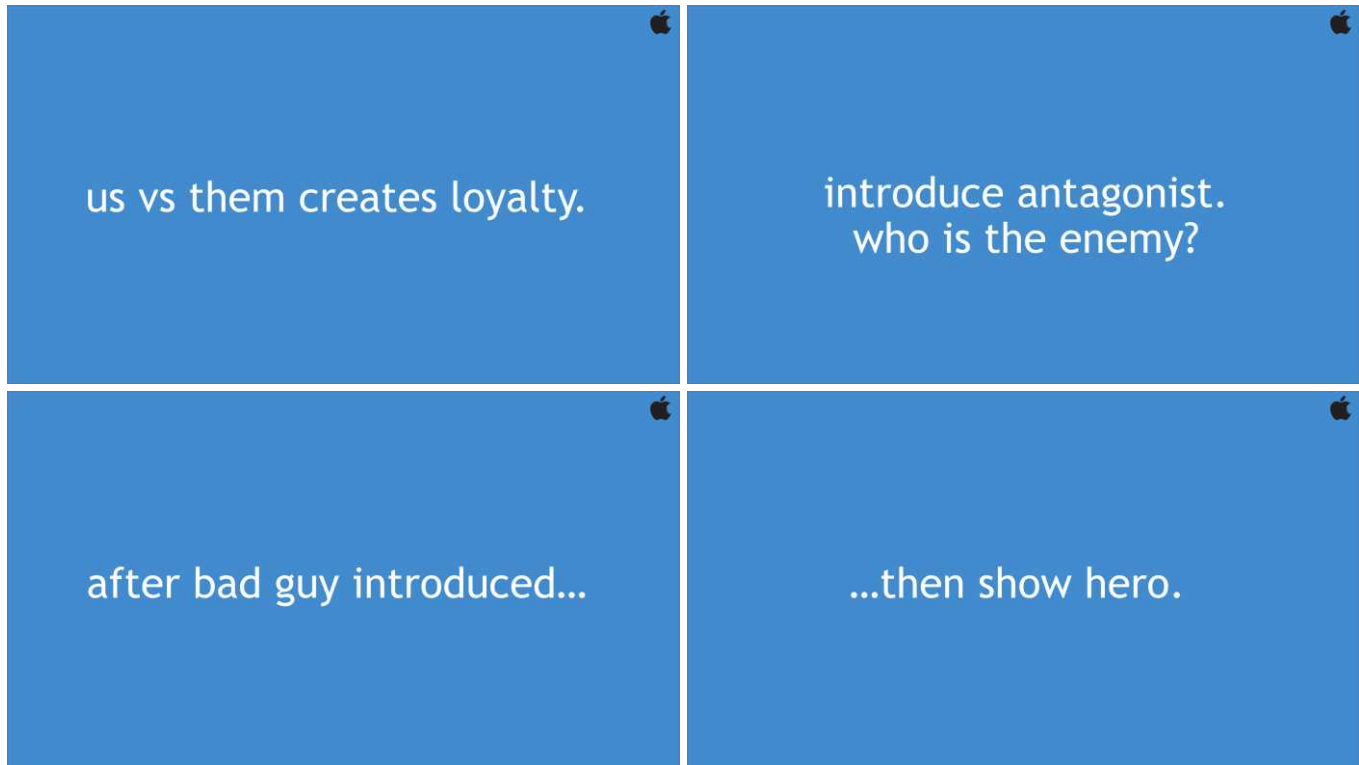 us vs them creates loyalty.
introduce antagonist.
who is the enemy?
after bad guy introduced…
…then show hero.